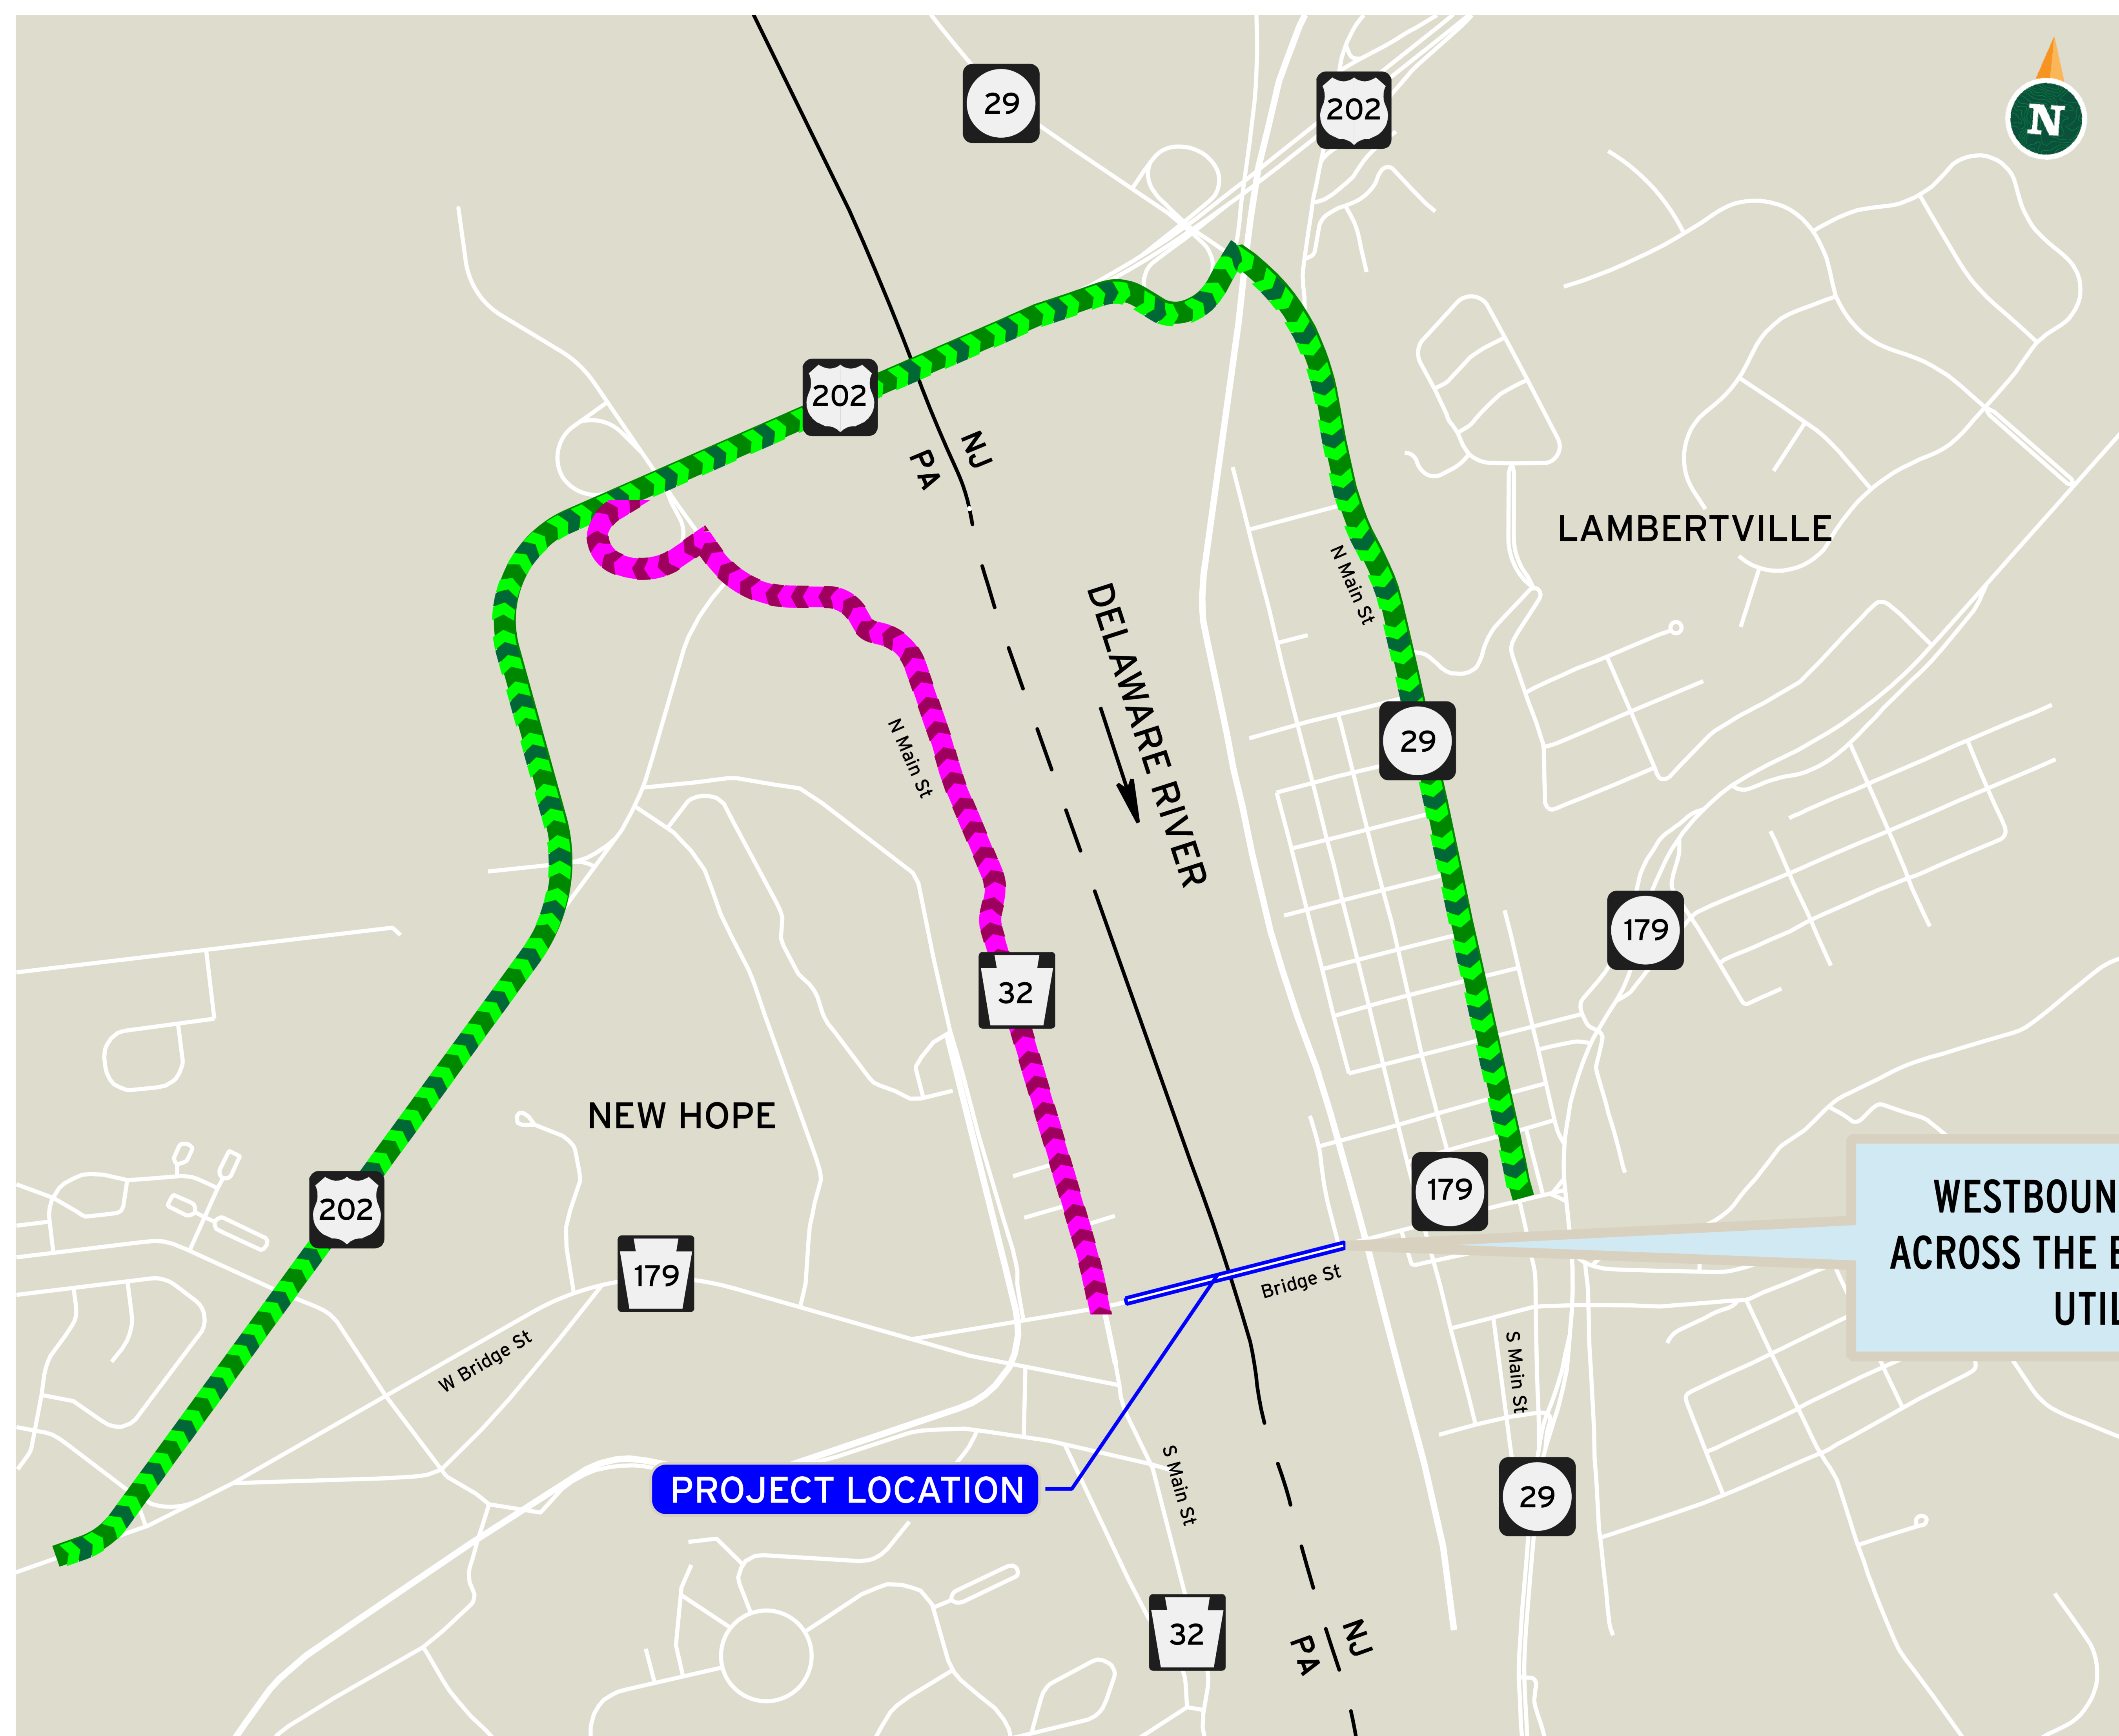 29
202
N
202
NJ
PA
LAMBERTVILLE
N Main St
DELAWARE RIVER
N Main St
29
179
32
NEW HOPE
179
202
179
WESTBOUN
ACROSS THE
UTIL
Bridge St
W Bridge St
S Main St
S Main St
PROJECT LOCATION
29
32
NJ
PA